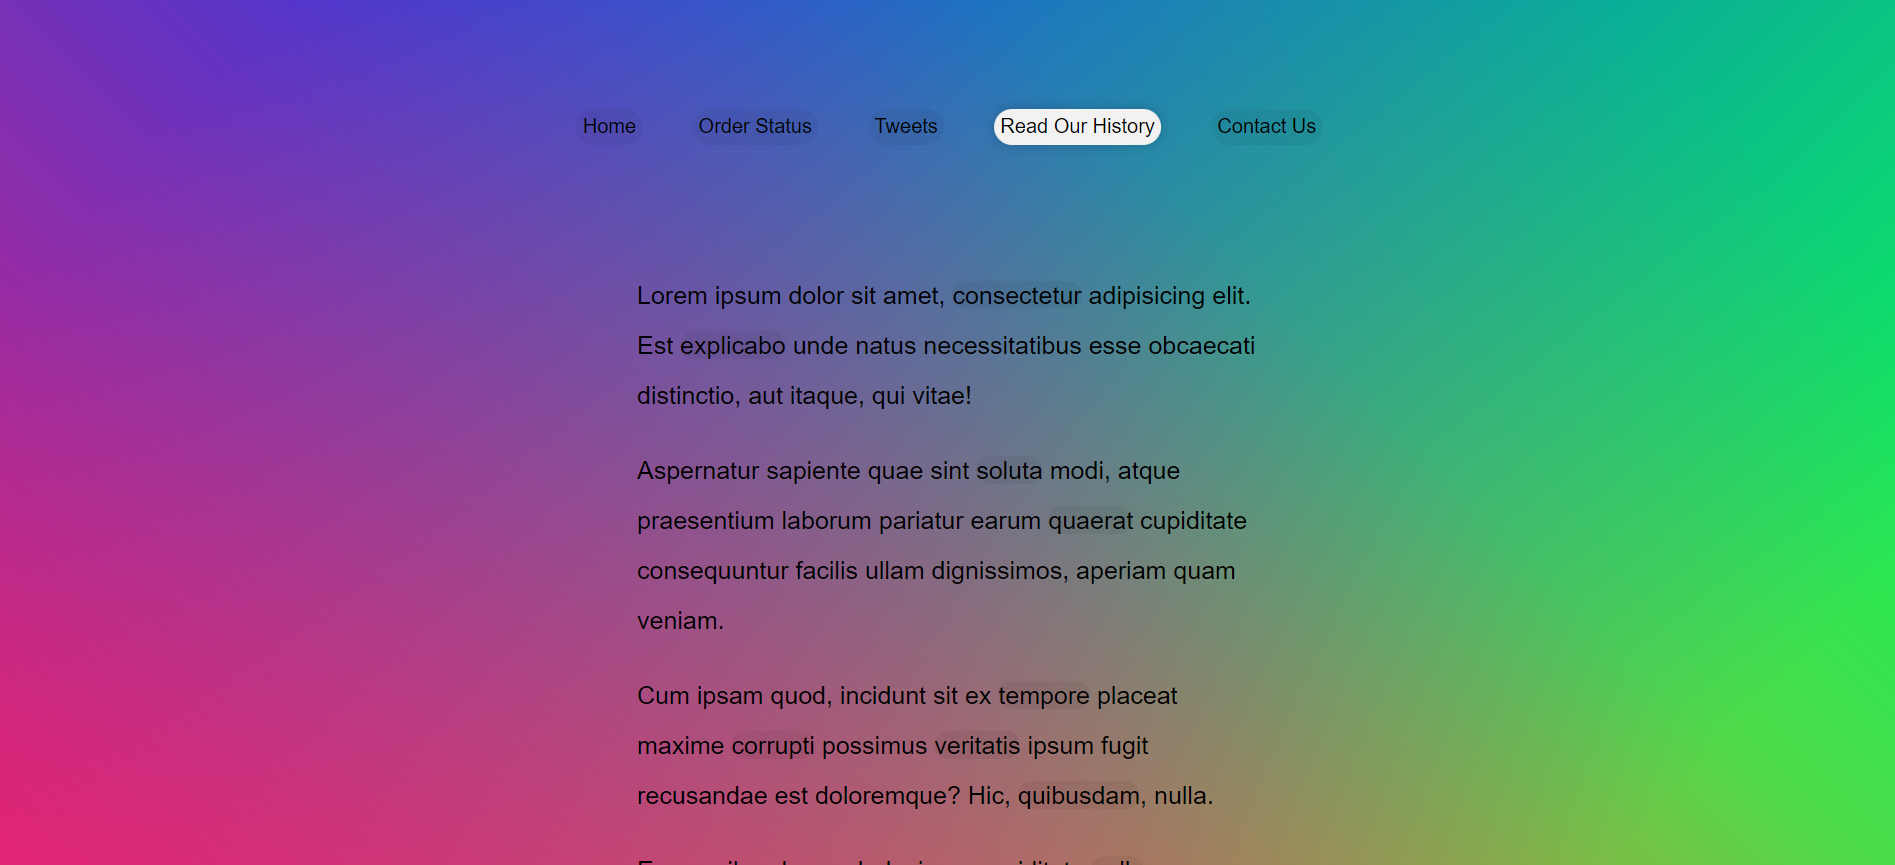 Home Order Status Tweets Read Our History Contact Us
Lorem ipsum dolor sit amet, consectetur adipisicing elit.
Est explicabo unde natus necessitatibus esse obcaecati
distinctio, aut itaque, qui vitae!
Aspernatur sapiente quae sint soluta modi, atque
praesentium laborum pariatur earum quaerat cupiditate
consequuntur facilis ullam dignissimos, aperiam quam
veniam.
Cum ipsam quod, incidunt sit ex tempore placeat
maxime corrupti possimus veritatis ipsum fugit
recusandae est doloremque? Hic, quibusdam, nulla.